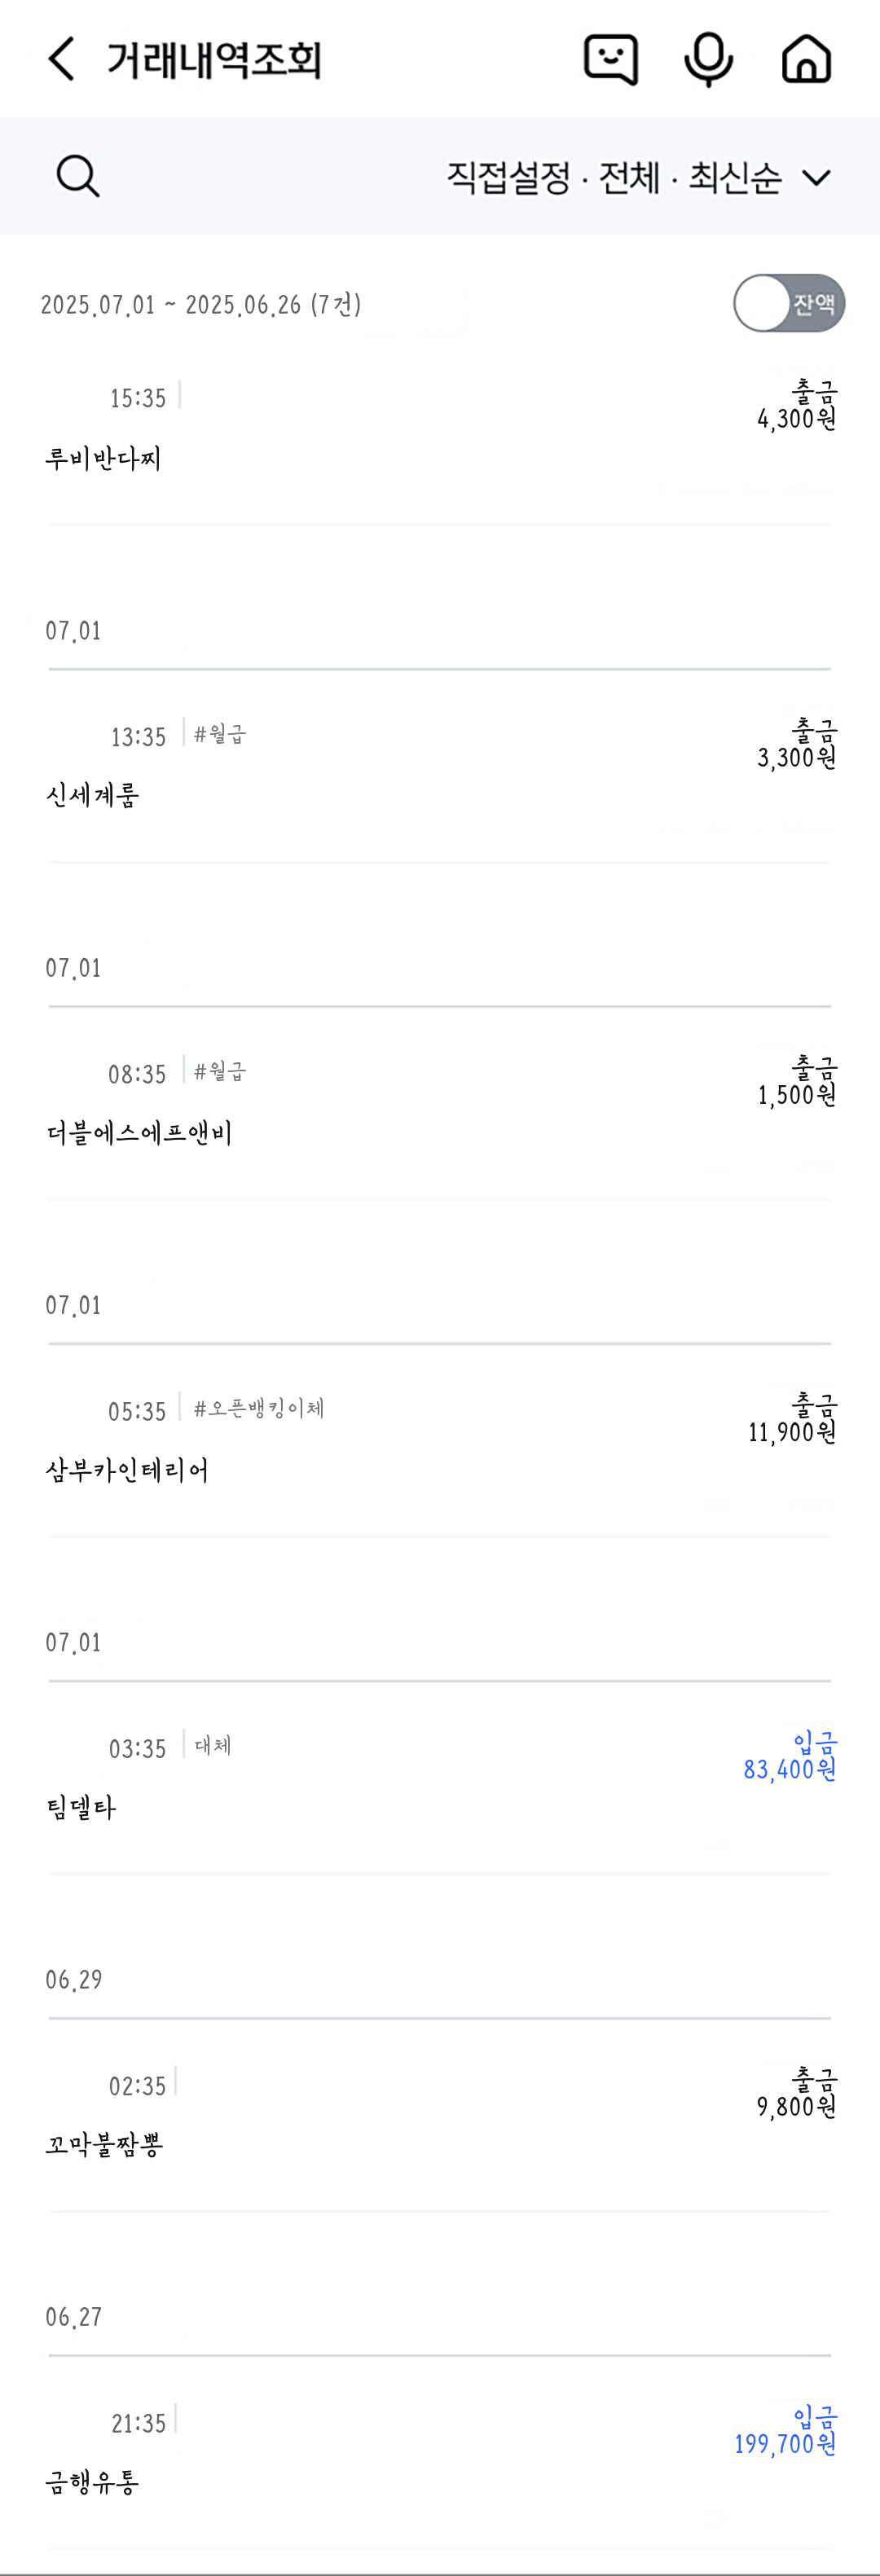 거래내역조회
직접설정 · 전체 · 최신순
2025.07.01 ~ 2025.06.26 (7건)
잔액
15:35
출금
4,300원
루비반다찌
07.01
13:35 #월급
출금
3,300원
신세계룸
07.01
08:35 #월급
출금
1,500원
더블에스에프앤비
07.01
05:35 #오픈뱅킹이체
출금
11,900원
삼부카인테리어
07.01
03:35 대체
입금
83,400원
팀델타
06.29
02:35
출금
9,800원
꼬막불짬뽕
06.27
21:35
입금
199,700원
금행유통